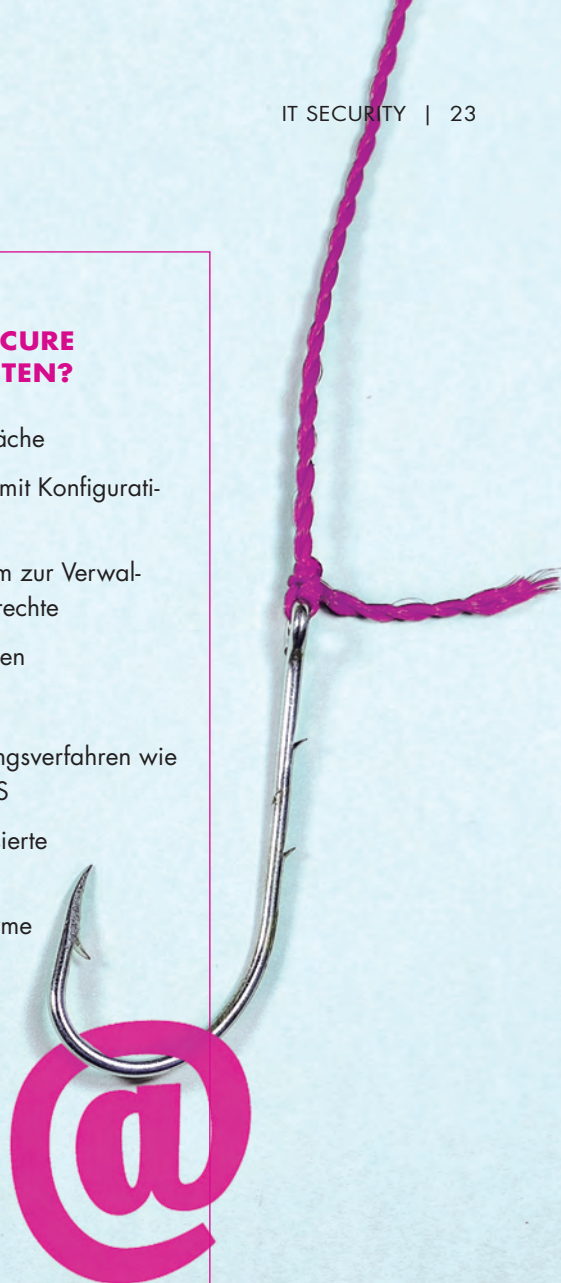 IT SECURITY | 23
CURE
TEN?
äche
mit Konfigurati-
m zur Verwal-
rechte
en
ngsverfahren wie
S
ierte
me
@